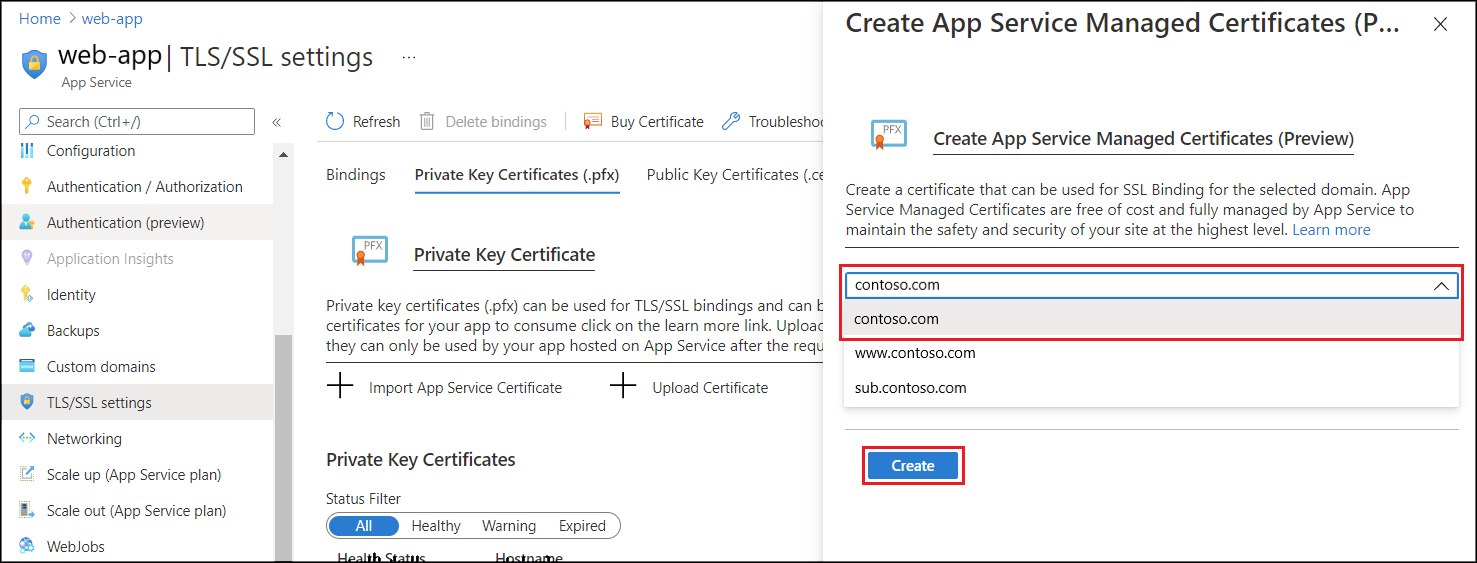 Home > web-app
web-app | TLS/SSL settings ...
App Service
Search (Ctrl+/)
«
Configuration
Authentication / Authorization
Authentication (preview)
Application Insights
Identity
Backups
Custom domains
TLS/SSL settings
Networking
Scale up (App Service plan)
Scale out (App Service plan)
WebJobs
Refresh Delete bindings Buy Certificate Troubleshoo
Bindings Private Key Certificates (.pfx) Public Key Certificates (.ce
PFX
Private Key Certificate
Private key certificates (.pfx) can be used for TLS/SSL bindings and can b
certificates for your app to consume click on the learn more link. Uploa
they can only be used by your app hosted on App Service after the requ
Import App Service Certificate Upload Certificate
Private Key Certificates
Status Filter
All Healthy Warning Expired
Health Status Hostname
Create App Service Managed Certificates (P...
PFX
Create App Service Managed Certificates (Preview)
Create a certificate that can be used for SSL Binding for the selected domain. App
Service Managed Certificates are free of cost and fully managed by App Service to
maintain the safety and security of your site at the highest level. Learn more
contoso.com
contoso.com
www.contoso.com
sub.contoso.com
Create